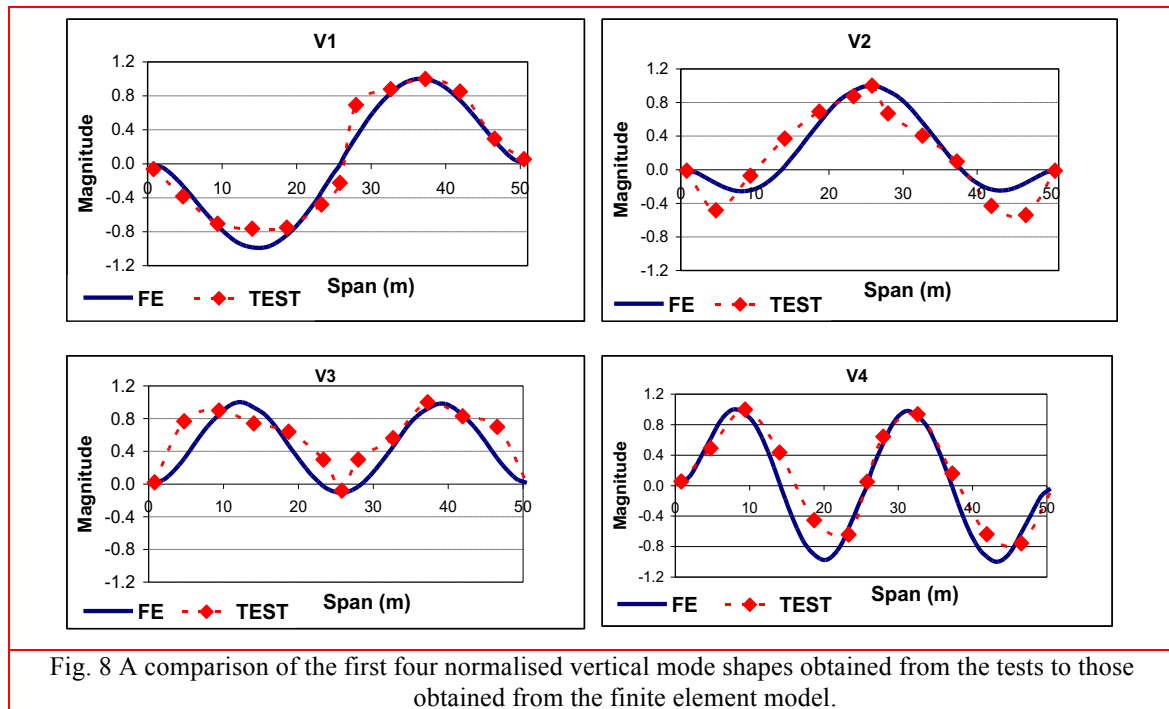 V1
1.2
0.8
0.4
0.0
-0.4
-0.8
-1.2
0 10 20 30 40 50
Magnitude
Span (m)
FE TEST
V2
1.2
0.8
0.4
0.0
-0.4
-0.8
-1.2
0 10 20 30 40 50
Magnitude
Span (m)
FE TEST
V3
1.2
0.8
0.4
0.0
-0.4
-0.8
-1.2
0 10 20 30 40 50
Magnitude
Span (m)
FE TEST
V4
1.2
0.8
0.4
0.0
-0.4
-0.8
-1.2
0 10 20 30 40 50
Magnitude
Span (m)
FE TEST
Fig. 8 A comparison of the first four normalised vertical mode shapes obtained from the tests to those
obtained from the finite element model.